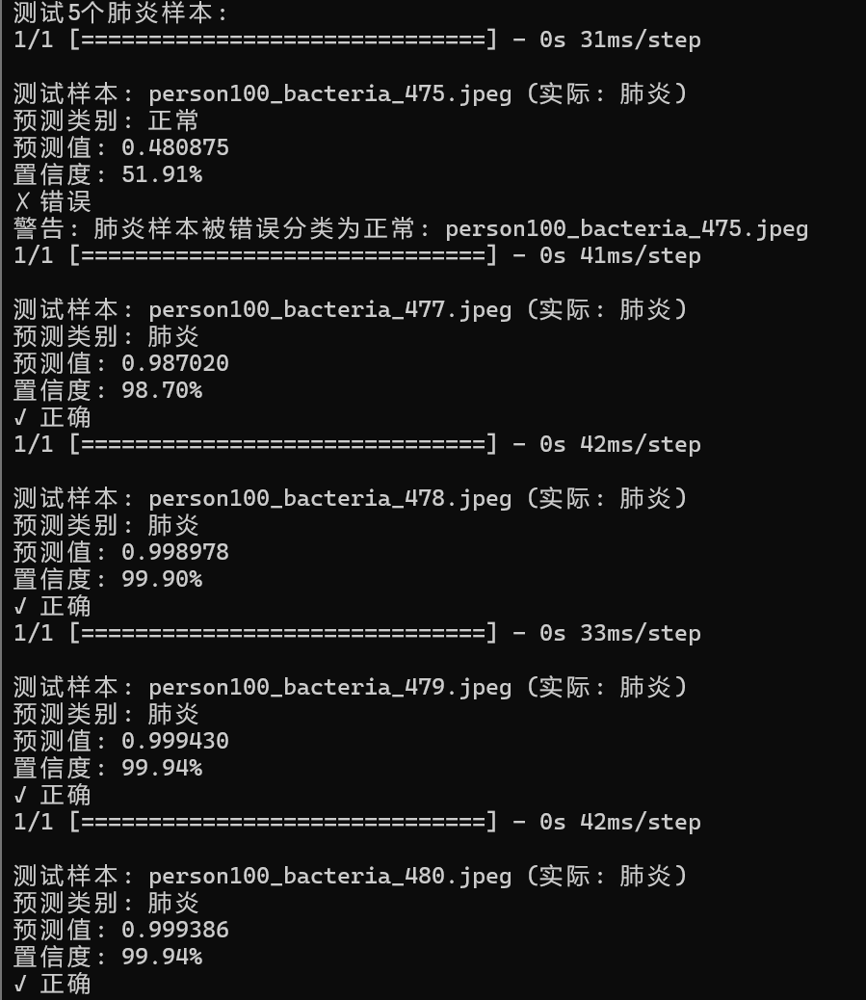 测试5个肺炎样本:
1/1 [==============================] - 0s 31ms/step
测试样本: person100_bacteria_475.jpeg (实际: 肺炎)
预测类别: 正常
预测值: 0.480875
置信度: 51.91%
✗ 错误
警告: 肺炎样本被错误分类为正常: person100_bacteria_475.jpeg
1/1 [==============================] - 0s 41ms/step
测试样本: person100_bacteria_477.jpeg (实际: 肺炎)
预测类别: 肺炎
预测值: 0.987020
置信度: 98.70%
√ 正确
1/1 [==============================] - 0s 42ms/step
测试样本: person100_bacteria_478.jpeg (实际: 肺炎)
预测类别: 肺炎
预测值: 0.998978
置信度: 99.90%
√ 正确
1/1 [==============================] - 0s 33ms/step
测试样本: person100_bacteria_479.jpeg (实际: 肺炎)
预测类别: 肺炎
预测值: 0.999430
置信度: 99.94%
√ 正确
1/1 [==============================] - 0s 42ms/step
测试样本: person100_bacteria_480.jpeg (实际: 肺炎)
预测类别: 肺炎
预测值: 0.999386
置信度: 99.94%
√ 正确